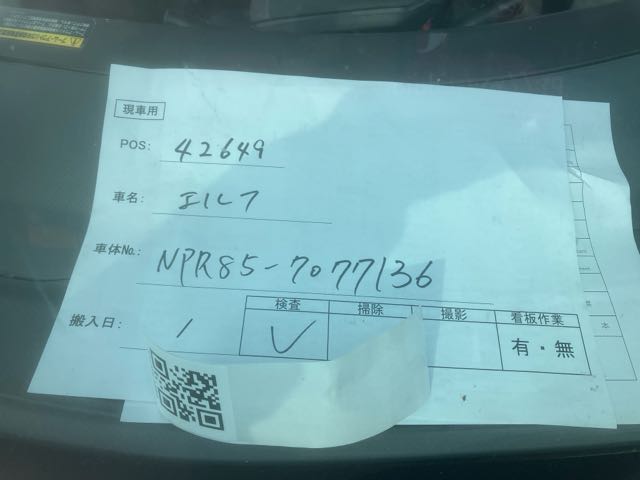 現車用
POS: 42649
車名: エルフ
車体No.: NPR85-7077136
搬入日: /
検査 掃除 撮影 看板作業
✓ 有・無